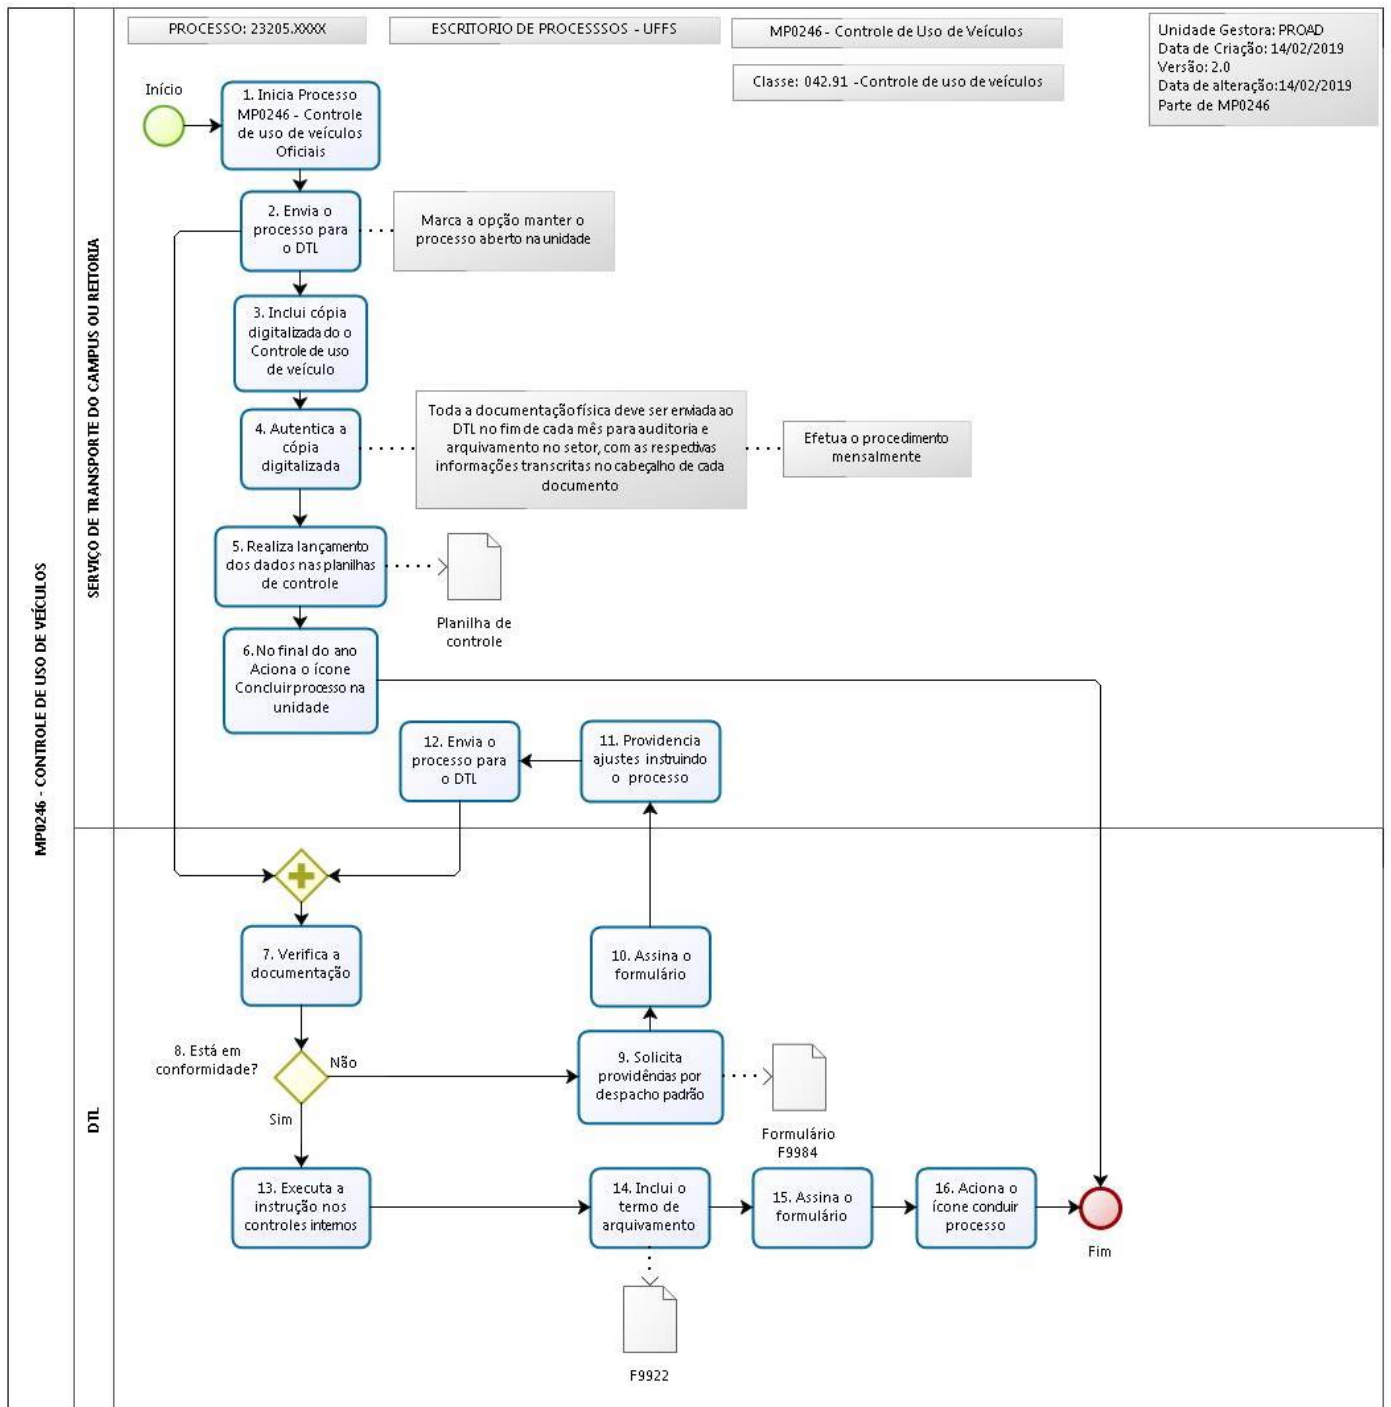 PROCESSO: 23205.XXXX
ESCRITORIO DE PROCESSSOS - UFFS
MP0246 - Controle de Uso de Veículos
Classe: 042.91 - Controle de uso de veículos
Unidade Gestora: PROAD
Data de Criação: 14/02/2019
Versão: 2.0
Data de alteração:14/02/2019
Parte de MP0246
MP0246 - CONTROLE DE USO DE VEÍCULOS
SERVIÇO DE TRANSPORTE DO CAMPUS OU REITORIA
Início
1. Inicia Processo
MP0246 - Controle
de uso de veículos
Oficiais
2. Envia o
processo para
o DTL
Marca a opção manter o
processo aberto na unidade
3. Inclui cópia
digitalizada do o
Controle de uso
de veículo
4. Autentica a
cópia
digitalizada
Toda a documentação física deve ser enviada ao
DTL no fim de cada mês para auditoria e
arquivamento no setor, com as respectivas
informações transcritas no cabeçalho de cada
documento
Efetua o procedimento
mensalmente
5. Realiza lançamento
dos dados nas planilhas
de controle
Planilha de
controle
6. No final do ano
Aciona o ícone
Concluir processo na
unidade
12. Envia o
processo para
o DTL
11. Providencia
ajustes instruindo
o processo
DTL
7. Verifica a
documentação
10. Assina o
formulário
8. Está em
conformidade?
Não
Sim
9. Solicita
providências por
despacho padrão
Formulário
F9984
13. Executa a
instrução nos
controles internos
14. Inclui o
termo de
arquivamento
15. Assina o
formulário
16. Aciona o
ícone concluir
processo
Fim
F9922